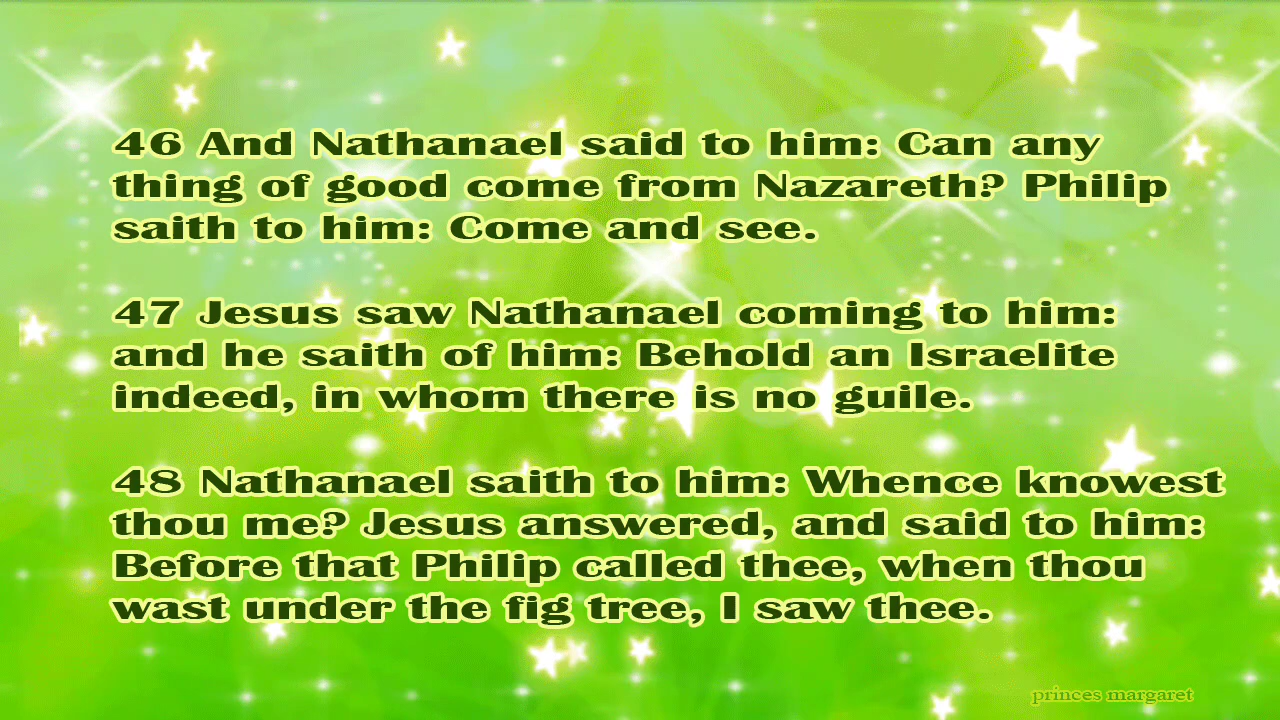 46 And Nathanael said to him: Can any
thing of good come from Nazareth? Philip
saith to him: Come and see.
47 Jesus saw Nathanael coming to him:
and he saith of him: Behold an Israelite
indeed, in whom there is no guile.
48 Nathanael saith to him: Whence knowest
thou me? Jesus answered, and said to him:
Before that Philip called thee, when thou
wast under the fig tree, I saw thee.
princes margaret